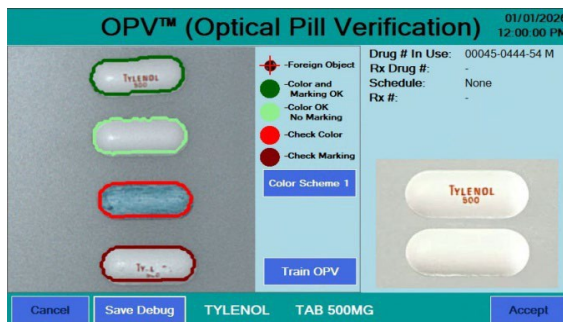 OPV™ (Optical Pill Verification)
01/01/2026
12:00:00 PM
TYLENOL
500
-Foreign Object
-Color and
Marking OK
-Color OK
No Marking
-Check Color
-Check Marking
Color Scheme 1
Train OPV
Drug # In Use: 00045-0444-54 M
Rx Drug #: -
Schedule: None
Rx #: -
TYLENOL
500
Cancel
Save Debug
TYLENOL TAB 500MG
Accept